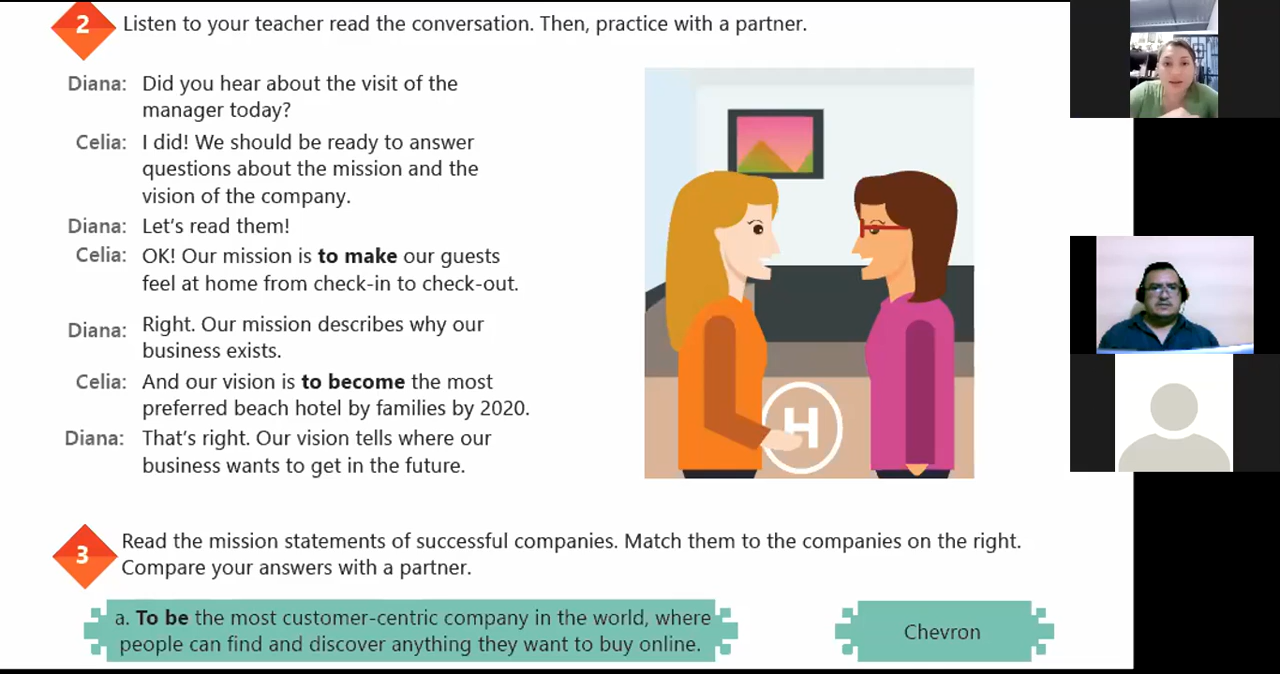 2 Listen to your teacher read the conversation. Then, practice with a partner.
Diana: Did you hear about the visit of the
manager today?
Celia: I did! We should be ready to answer
questions about the mission and the
vision of the company.
Diana: Let's read them!
Celia: OK! Our mission is to make our guests
feel at home from check-in to check-out.
Diana: Right. Our mission describes why our
business exists.
Celia: And our vision is to become the most
preferred beach hotel by families by 2020.
Diana: That's right. Our vision tells where our
business wants to get in the future.
H
3 Read the mission statements of successful companies. Match them to the companies on the right.
Compare your answers with a partner.
a. To be the most customer-centric company in the world, where
people can find and discover anything they want to buy online.
Chevron